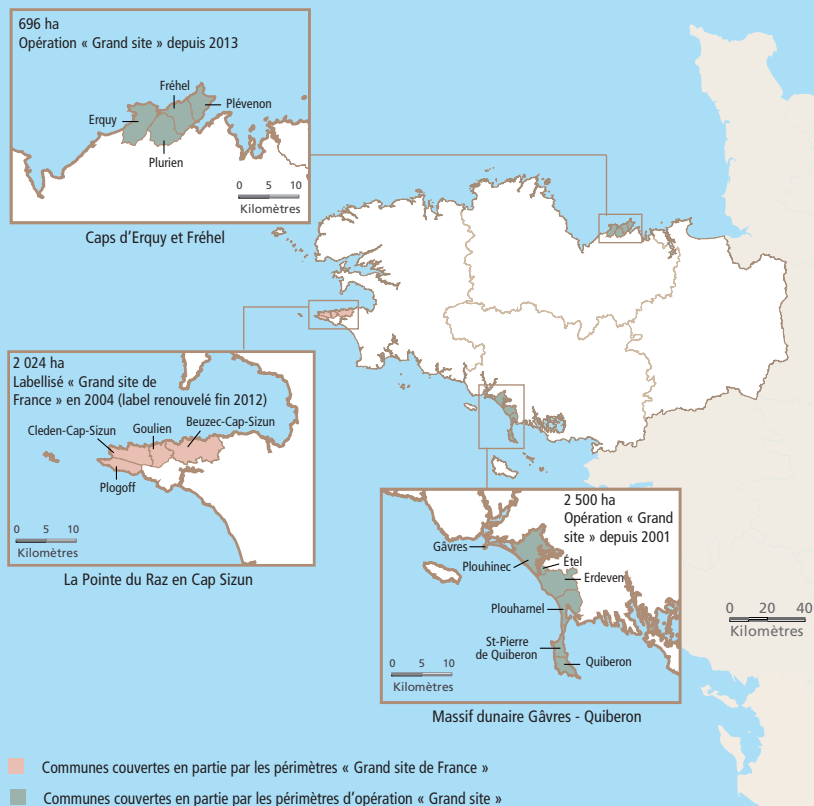 696 ha
Opération « Grand site » depuis 2013
Fréhel
Plévenon
Erquy
Plurien
0 5 10
Kilomètres
Caps d'Erquy et Fréhel
2 024 ha
Labellisé « Grand site de
France » en 2004 (label renouvelé fin 2012)
Goulien
Beuzec-Cap-Sizun
Cleden-Cap-Sizun
Plogoff
0 5 10
Kilomètres
La Pointe du Raz en Cap Sizun
2 500 ha
Opération « Grand
site » depuis 2001
Gâvres
Plouhinec
Étel
Erdeven
Plouharnel
St-Pierre
de Quiberon
Quiberon
0 5 10
Kilomètres
Massif dunaire Gâvres - Quiberon
0 20 40
Kilomètres
Communes couvertes en partie par les périmètres « Grand site de France »
Communes couvertes en partie par les périmètres d'opération « Grand site »